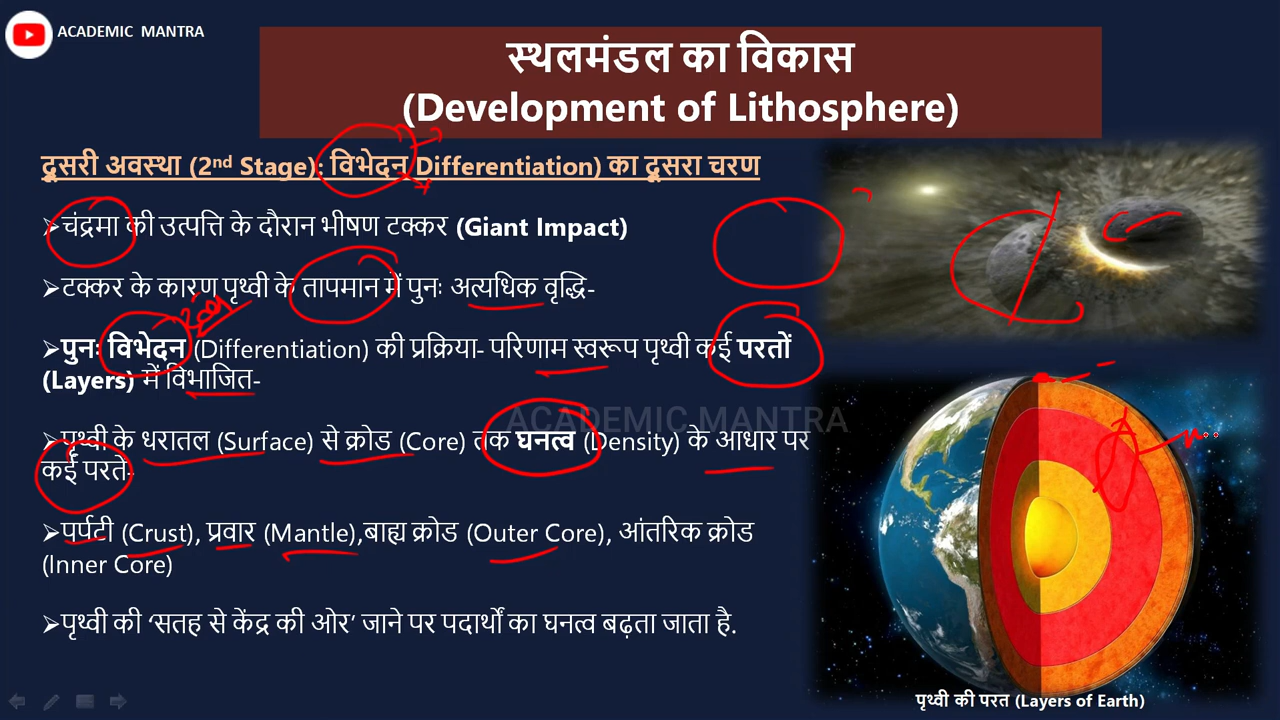 ACADEMIC MANTRA
स्थलमंडल का विकास
(Development of Lithosphere)
दूसरी अवस्था (2nd Stage): विभेदन Differentiation) का दूसरा चरण
➢चंद्रमा की उत्पत्ति के दौरान भीषण टक्कर (Giant Impact)
➢टक्कर के कारण पृथ्वी के तापमान में पुनः अत्यधिक वृद्धि-
➢पुनः विभेदन (Differentiation) की प्रक्रिया- परिणाम स्वरूप पृथ्वी कई परतों
(Layers) में विभाजित-
ACADEMIC MANTRA
➢पृथ्वी के धरातल (Surface) से क्रोड (Core) तक घनत्व (Density) के आधार पर
कई परते-
➢पर्पटी (Crust), प्रवार (Mantle),बाह्य क्रोड (Outer Core), आंतरिक क्रोड
(Inner Core)
➢पृथ्वी की ‘सतह से केंद्र की ओर’ जाने पर पदार्थों का घनत्व बढ़ता जाता है.
पृथ्वी की परत (Layers of Earth)